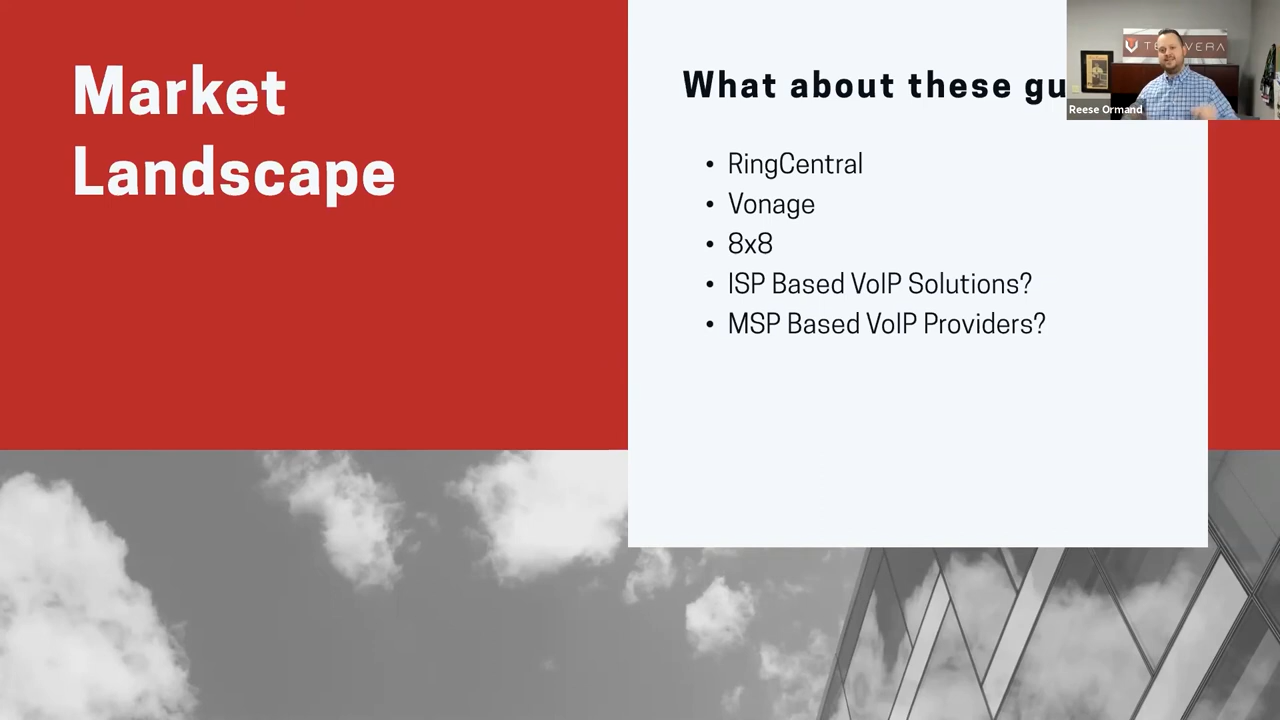 Market
Landscape
What about these gu
Reese Ormand
• RingCentral
• Vonage
• 8x8
• ISP Based VoIP Solutions?
• MSP Based VoIP Providers?